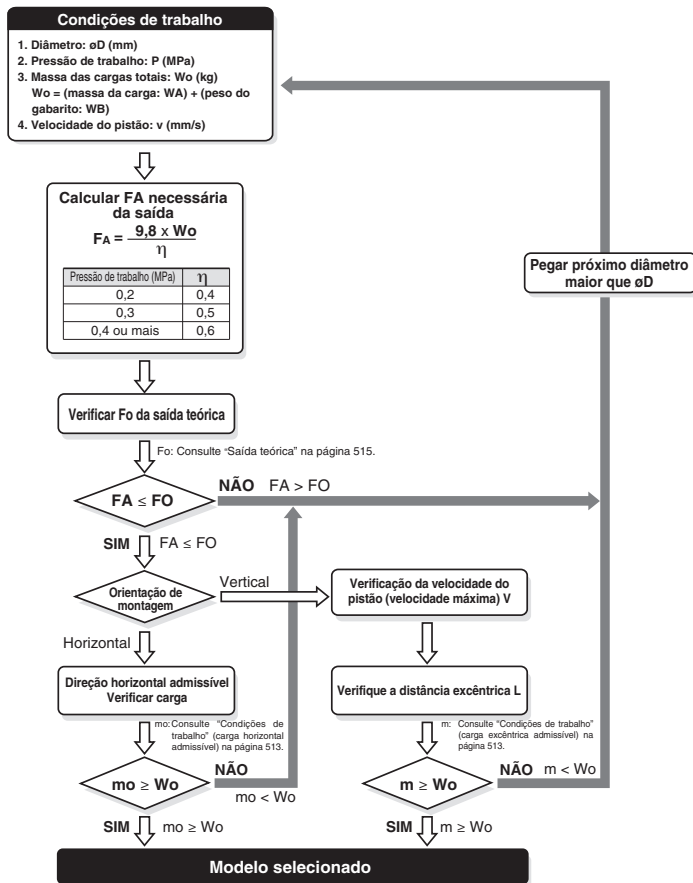 Condições de trabalho
1. Diâmetro: øD (mm)
2. Pressão de trabalho: P (MPa)
3. Massa das cargas totais: Wo (kg)
Wo = (massa da carga: WA) + (peso do
gabarito: WB)
4. Velocidade do pistão: v (mm/s)
Calcular FA necessária
da saída
FA = 9,8 x Wo
η
Pressão de trabalho (MPa) η
0,2 0,4
0,3 0,5
0,4 ou mais 0,6
Pegar próximo diâmetro
maior que øD
Verificar Fo da saída teórica
Fo: Consulte “Saída teórica” na página 515.
FA ≤ FO
NÃO FA > FO
SIM FA ≤ FO
Orientação de
montagem
Vertical
Verificação da velocidade do
pistão (velocidade máxima) V
Horizontal
Direção horizontal admissível
Verificar carga
Verifique a distância excêntrica L
mo: Consulte “Condições de
trabalho” (carga horizontal
admissível) na página 513.
m: Consulte “Condições de trabalho”
(carga excêntrica admissível) na
página 513.
mo ≥ Wo
NÃO
mo < Wo
m ≥ Wo
NÃO m < Wo
SIM mo ≥ Wo
SIM m ≥ Wo
Modelo selecionado